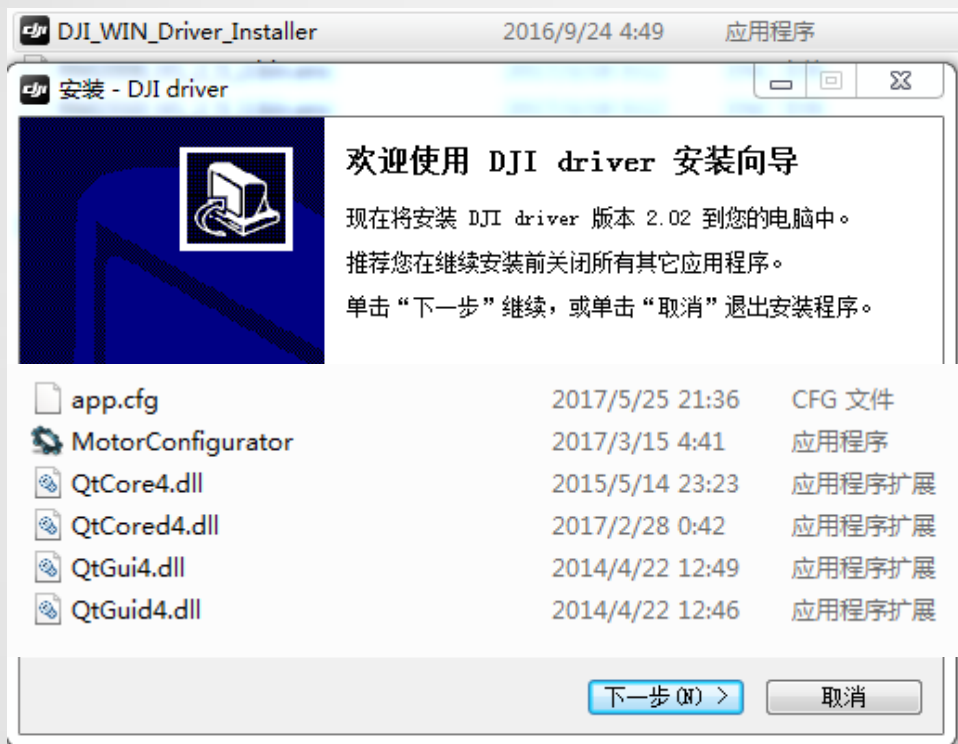 DJI_WIN_Driver_Installer 2016/9/24 4:49 应用程序
安装 - DJI driver
欢迎使用 DJI driver 安装向导
现在将安装 DJI driver 版本 2.02 到您的电脑中。
推荐您在继续安装前关闭所有其它应用程序。
单击“下一步”继续，或单击“取消”退出安装程序。
app.cfg 2017/5/25 21:36 CFG 文件
MotorConfigurator 2017/3/15 4:41 应用程序
QtCore4.dll 2015/5/14 23:23 应用程序扩展
QtCored4.dll 2017/2/28 0:42 应用程序扩展
QtGui4.dll 2014/4/22 12:49 应用程序扩展
QtGuid4.dll 2014/4/22 12:46 应用程序扩展
下一步(N) > 取消